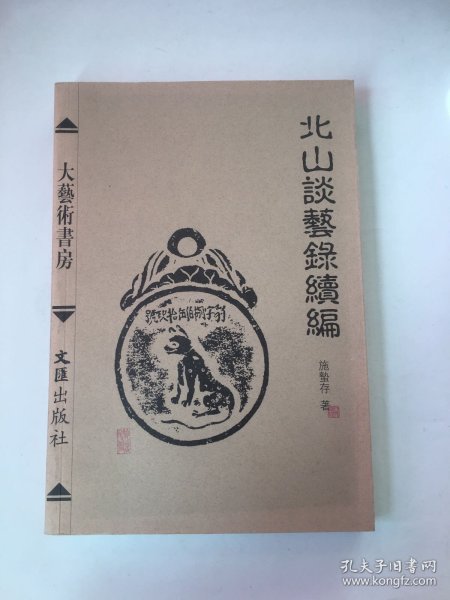 北山談藝錄續編
施蟄存 著
大藝術書房
文匯出版社
孔夫子旧书网
www.kongfz.com